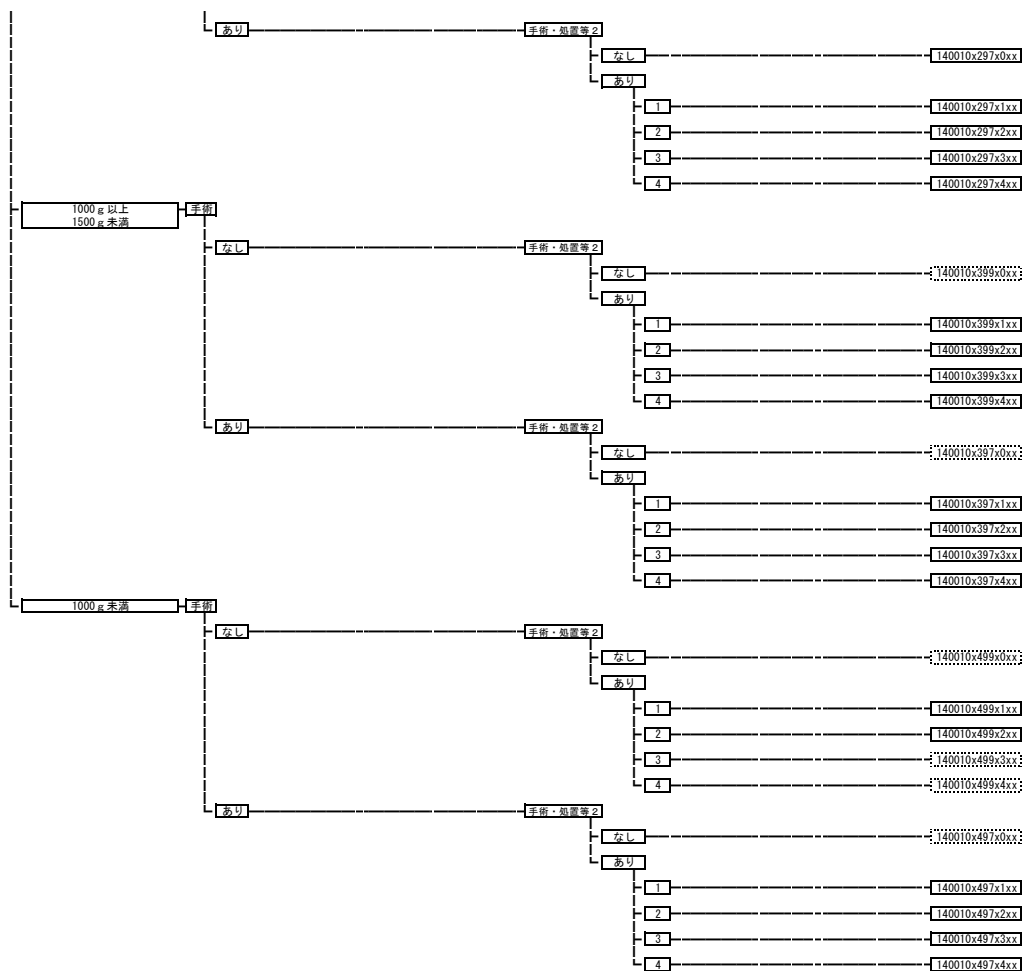 あり 手術・処置等2
なし 140010x297x0xx
あり
1 140010x297x1xx
2 140010x297x2xx
3 140010x297x3xx
4 140010x297x4xx
1000g以上 手術
1500g未満
なし 手術・処置等2
なし 140010x399x0xx
あり
1 140010x399x1xx
2 140010x399x2xx
3 140010x399x3xx
4 140010x399x4xx
あり 手術・処置等2
なし 140010x397x0xx
あり
1 140010x397x1xx
2 140010x397x2xx
3 140010x397x3xx
4 140010x397x4xx
1000g未満 手術
なし 手術・処置等2
なし 140010x499x0xx
あり
1 140010x499x1xx
2 140010x499x2xx
3 140010x499x3xx
4 140010x499x4xx
あり 手術・処置等2
なし 140010x497x0xx
あり
1 140010x497x1xx
2 140010x497x2xx
3 140010x497x3xx
4 140010x497x4xx